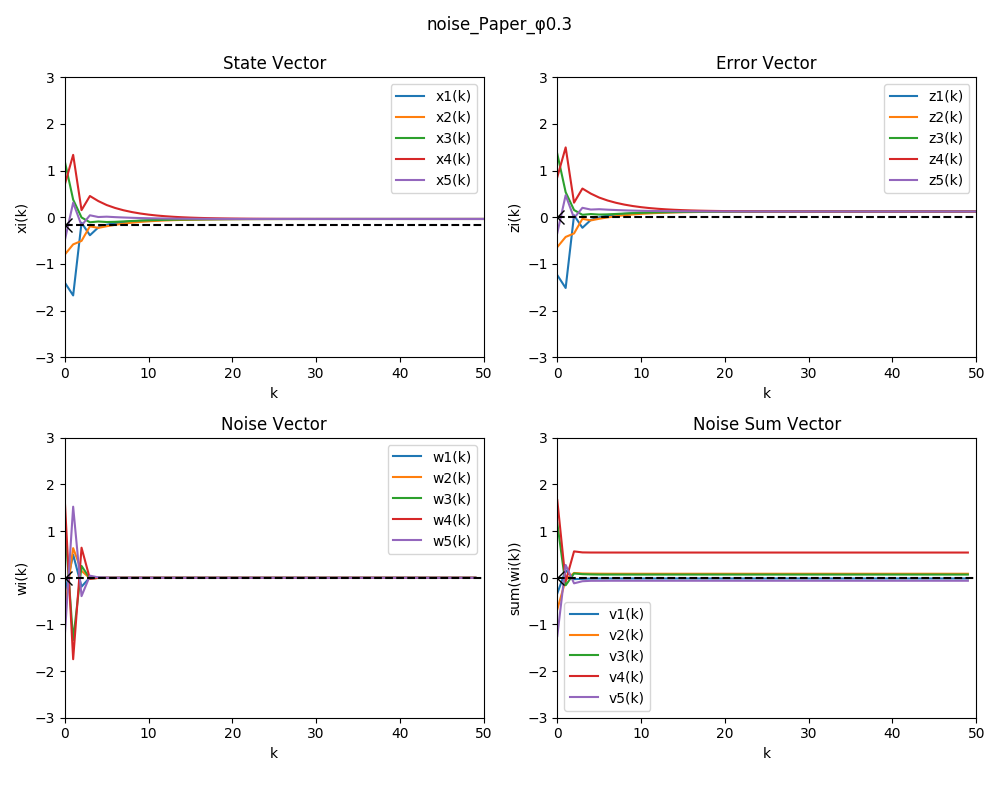 noise_Paper_φ0.3
State Vector
3
2
1
0
−1
−2
−3
xi(k)
0 10 20 30 40 50
k
x1(k)
x2(k)
x3(k)
x4(k)
x5(k)
Error Vector
3
2
1
0
−1
−2
−3
zi(k)
0 10 20 30 40 50
k
z1(k)
z2(k)
z3(k)
z4(k)
z5(k)
Noise Vector
3
2
1
0
−1
−2
−3
wi(k)
0 10 20 30 40 50
k
w1(k)
w2(k)
w3(k)
w4(k)
w5(k)
Noise Sum Vector
3
2
1
0
−1
−2
−3
sum(wi(k))
0 10 20 30 40 50
k
v1(k)
v2(k)
v3(k)
v4(k)
v5(k)